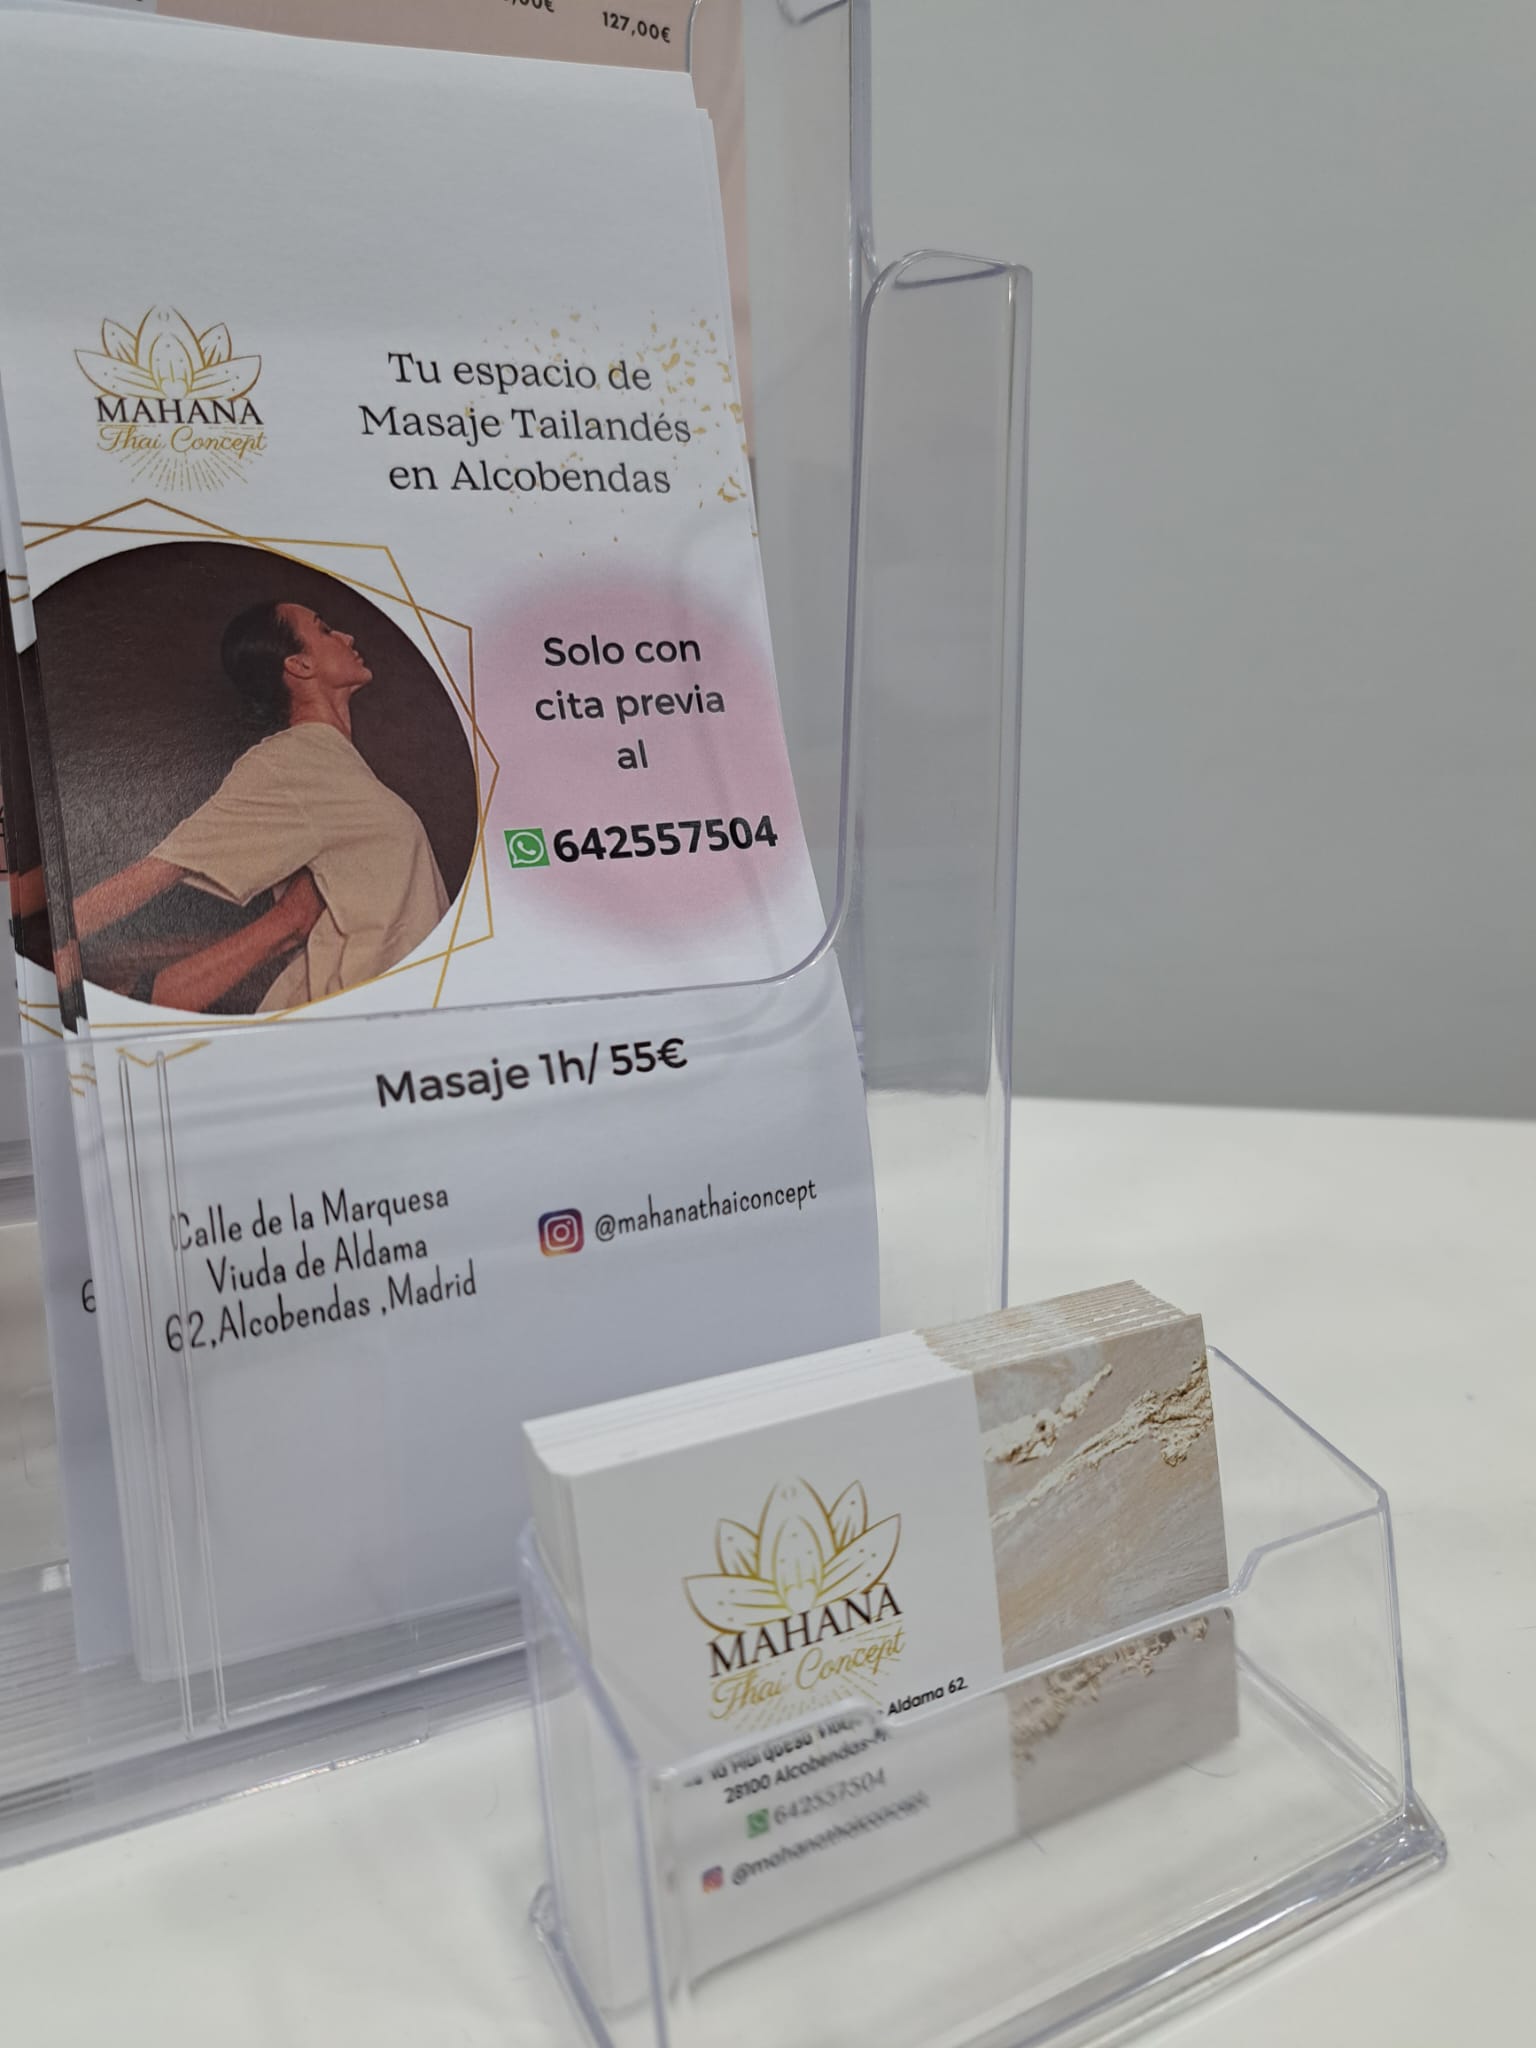 127,00€
MAHANA
Thai Concept
Tu espacio de
Masaje Tailandés
en Alcobendas
Solo con
cita previa
al
642557504
Masaje 1h/ 55€
Calle de la Marquesa
Viuda de Aldama
62,Alcobendas ,Madrid
@mahanathaiconcept
MAHANA
Thai Concept
Aldama 62.
28100 Alcobendas
642557504
@mahanathaiconcept